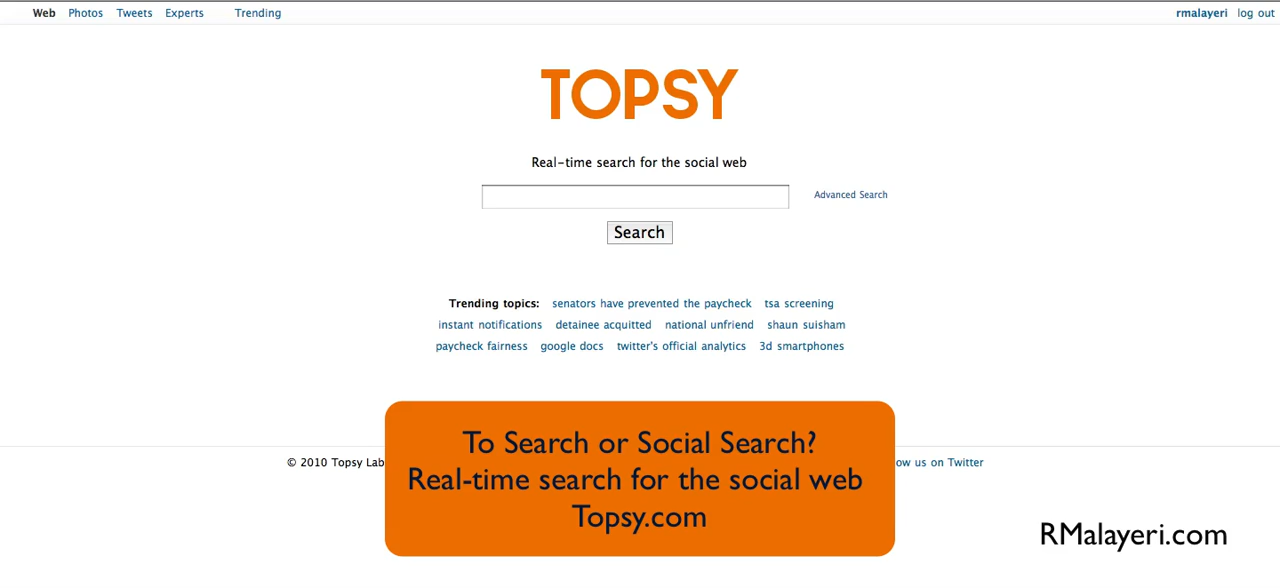 Web Photos Tweets Experts Trending rmalayeri log out
TOPSY
Real-time search for the social web
Advanced Search
Search
Trending topics: senators have prevented the paycheck tsa screening
instant notifications detainee acquitted national unfriend shaun suisham
paycheck fairness google docs twitter's official analytics 3d smartphones
To Search or Social Search?
© 2010 Topsy Lab ow us on Twitter
Real-time search for the social web
Topsy.com
RMalayeri.com